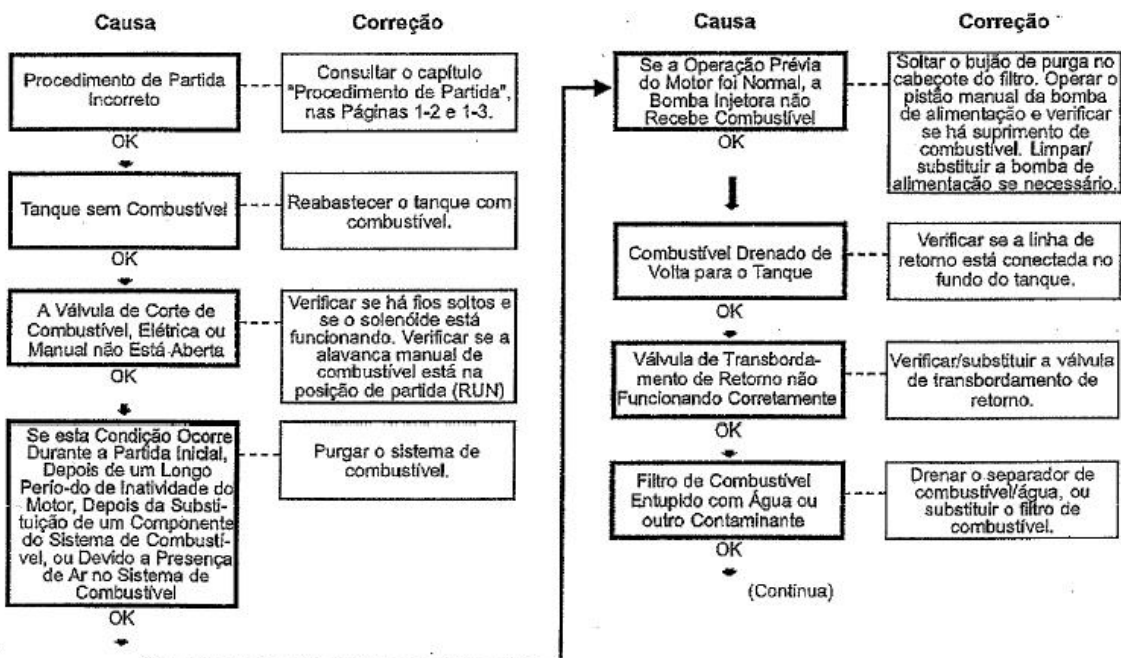 Causa
Correção
Procedimento de Partida
Incorreto
Consultar o capítulo
"Procedimento de Partida",
nas Páginas 1-2 e 1-3.
OK
Tanque sem Combustível
Reabastecer o tanque com
combustível.
OK
A Válvula de Corte de
Combustível, Elétrica ou
Manual não Está Aberta
Verificar se há fios soltos e
se o solenóide está
funcionando. Verificar se a
alavanca manual de
combustível está na
posição de partida (RUN)
OK
Se esta Condição Ocorre
Durante a Partida Inicial,
Depois de um Longo
Perío-do de Inatividade do
Motor, Depois da Substi-
tuição de um Componente
do Sistema de Combustí-
vel, ou Devido a Presença
de Ar no Sistema de
Combustível
Purgar o sistema de
combustível.
OK
Causa
Correção
Se a Operação Prévia
do Motor foi Normal, a
Bomba Injetora não
Recebe Combustível
Soltar o bujão de purga no
cabeçote do filtro. Operar o
pistão manual da bomba
de alimentação e verificar
se há suprimento de
combustível. Limpar/
substituir a bomba de
alimentação se necessário.
OK
Combustível Drenado de
Volta para o Tanque
Verificar se a linha de
retorno está conectada no
fundo do tanque.
OK
Válvula de Transborda-
mento de Retorno não
Funcionando Corretamente
Verificar/substituir a válvula
de transbordamento de
retorno.
OK
Filtro de Combustível
Entupido com Água ou
outro Contaminante
Drenar o separador de
combustível/água, ou
substituir o filtro de
combustível.
OK
(Continua)